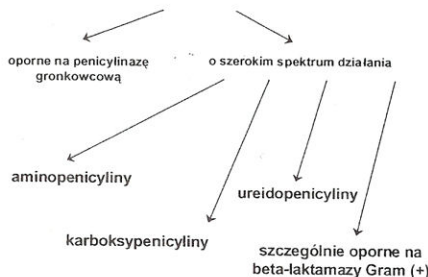 oporne na penicylinazę
gronkowcową
o szerokim spektrum działania
aminopenicyliny
ureidopenicyliny
karboksypenicyliny
szczególnie oporne na
beta-laktamazy Gram (+)